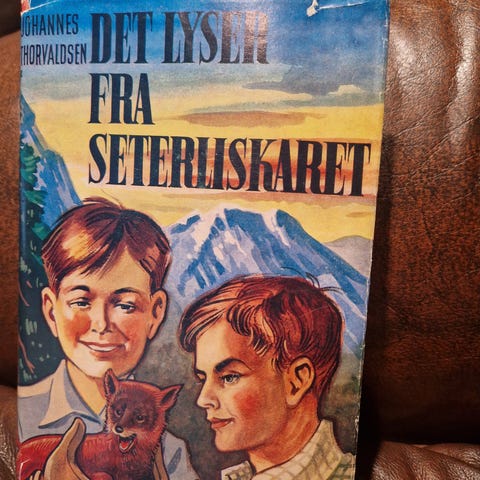 JOHANNES
THORVALDSEN
DET LYSER
FRA
SETERLISKARET